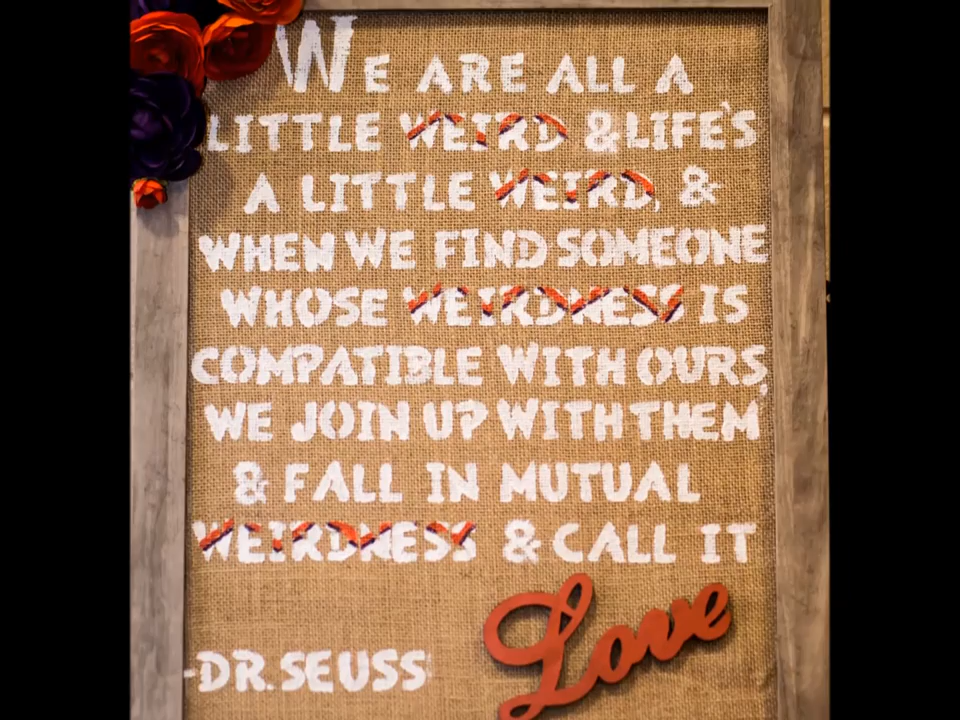 WE ARE ALL A
LITTLE WEIRD & LIFE'S
A LITTLE WEIRD, &
WHEN WE FIND SOMEONE
WHOSE WEIRDNESS IS
COMPATIBLE WITH OURS,
WE JOIN UP WITH THEM
& FALL IN MUTUAL
WEIRDNESS & CALL IT
Love
-DR. SEUSS